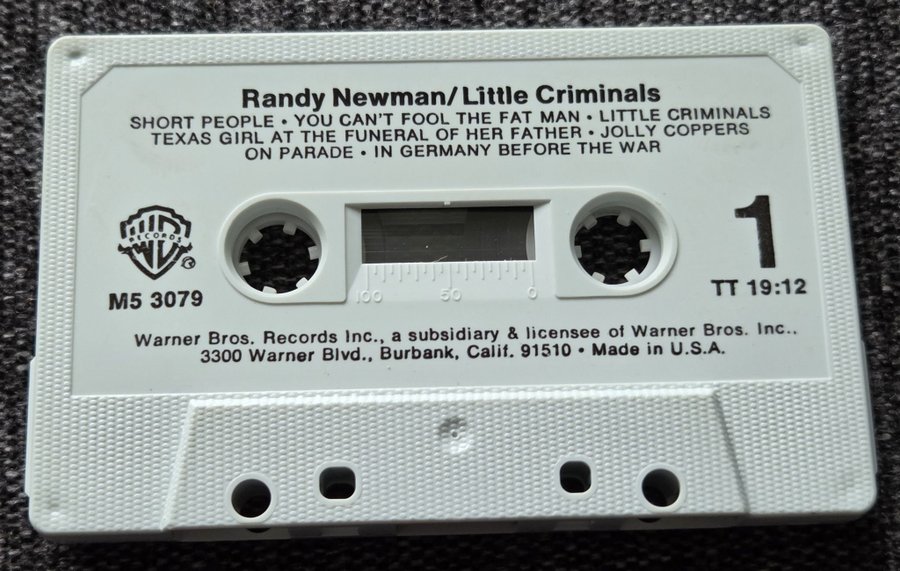 Randy Newman/Little Criminals
SHORT PEOPLE • YOU CAN'T FOOL THE FAT MAN • LITTLE CRIMINALS
TEXAS GIRL AT THE FUNERAL OF HER FATHER • JOLLY COPPERS
ON PARADE • IN GERMANY BEFORE THE WAR
WB
RECORDS
®
M5 3079
1
TT 19:12
100 50 0
Warner Bros. Records Inc., a subsidiary & licensee of Warner Bros. Inc.,
3300 Warner Blvd., Burbank, Calif. 91510 • Made in U.S.A.